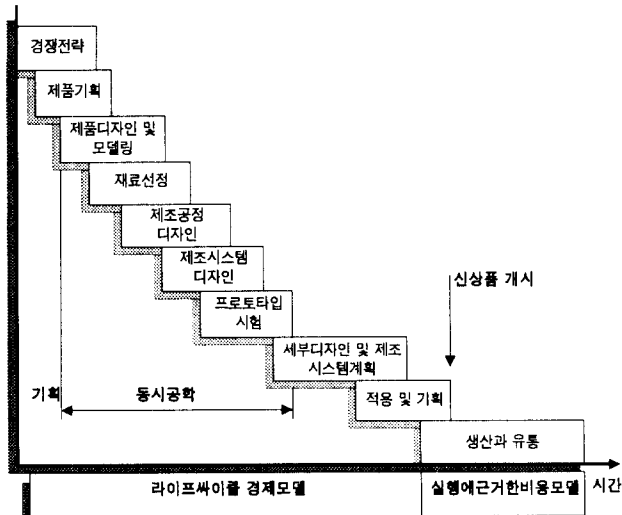 경쟁전략
제품기획
제품디자인 및
모델링
재료선정
제조공정
디자인
제조시스템
디자인
프로토타입
시험
신상품 개시
세부디자인 및 제조
시스템계획
기획
동시공학
적용 및 기획
생산과 유통
라이프싸이클 경제모델
실행에근거한비용모델
시간